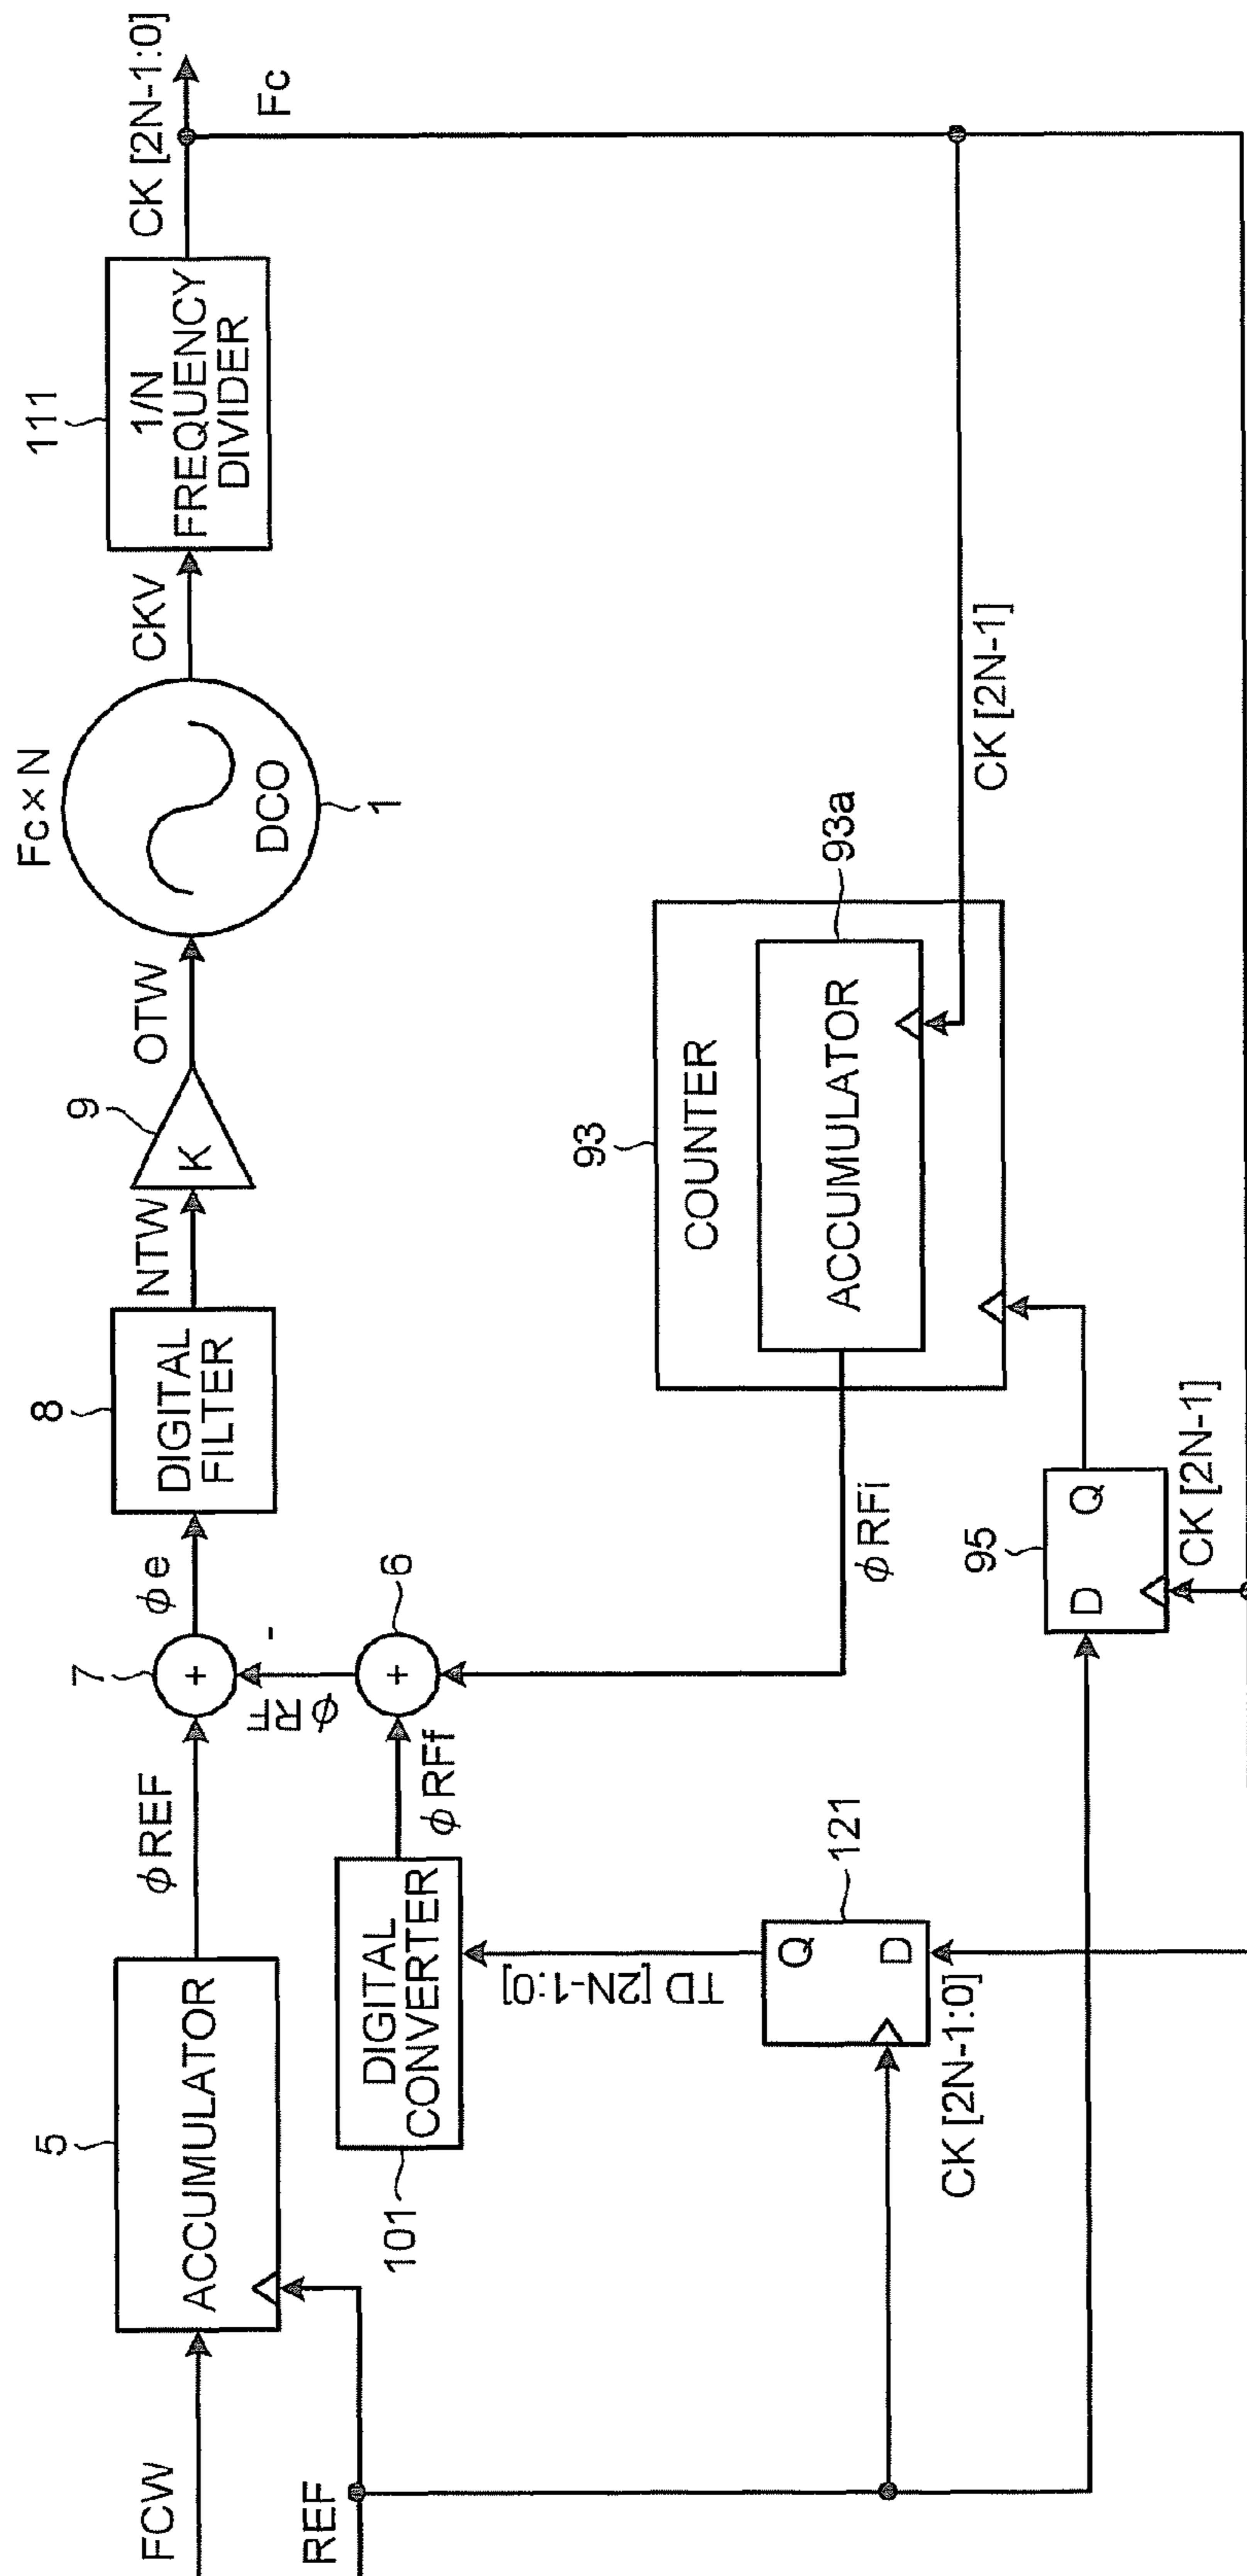 FCW
REF
5
ACCUMULATOR
φREF
7
+
-
φe
8
DIGITAL
FILTER
NTW
9
K
OTW
Fc×N
DCO
1
CKV
111
1/N
FREQUENCY
DIVIDER
CK [2N-1:0]
Fc
101
DIGITAL
CONVERTER
φRFf
φRF
6
+
TD [2N-1:0]
121
Q
D
CK [2N-1:0]
φRFi
93
COUNTER
ACCUMULATOR
93a
CK [2N-1]
95
D
Q
CK [2N-1]